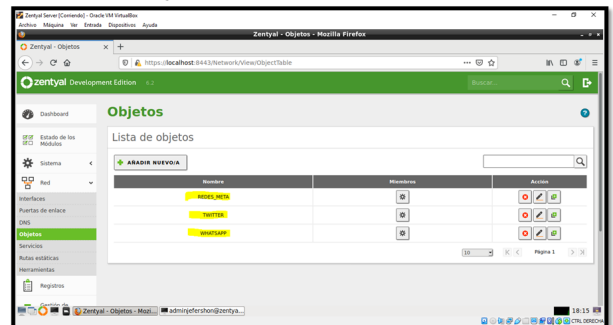 Zentyal Server [Corriendo] - Oracle VM VirtualBox
Archivo Máquina Ver Entrada Dispositivos Ayuda
Zentyal - Objetos - Mozilla Firefox
Zentyal - Objetos
https://localhost:8443/Network/View/ObjectTable
zentyal Development Edition 6.2
Buscar...
Dashboard
Estado de los Módulos
Sistema
Red
Interfaces
Puertas de enlace
DNS
Objetos
Servicios
Rutas estáticas
Herramientas
Registros
Gestión de
Objetos
Lista de objetos
AÑADIR NUEVO/A
Nombre Miembros Acción
REDES_META
TWITTER
WHATSAPP
10 Página 1
Zentyal - Objetos - Mozi... adminjefershon@zentya...
18:15
CTRL DERECHA